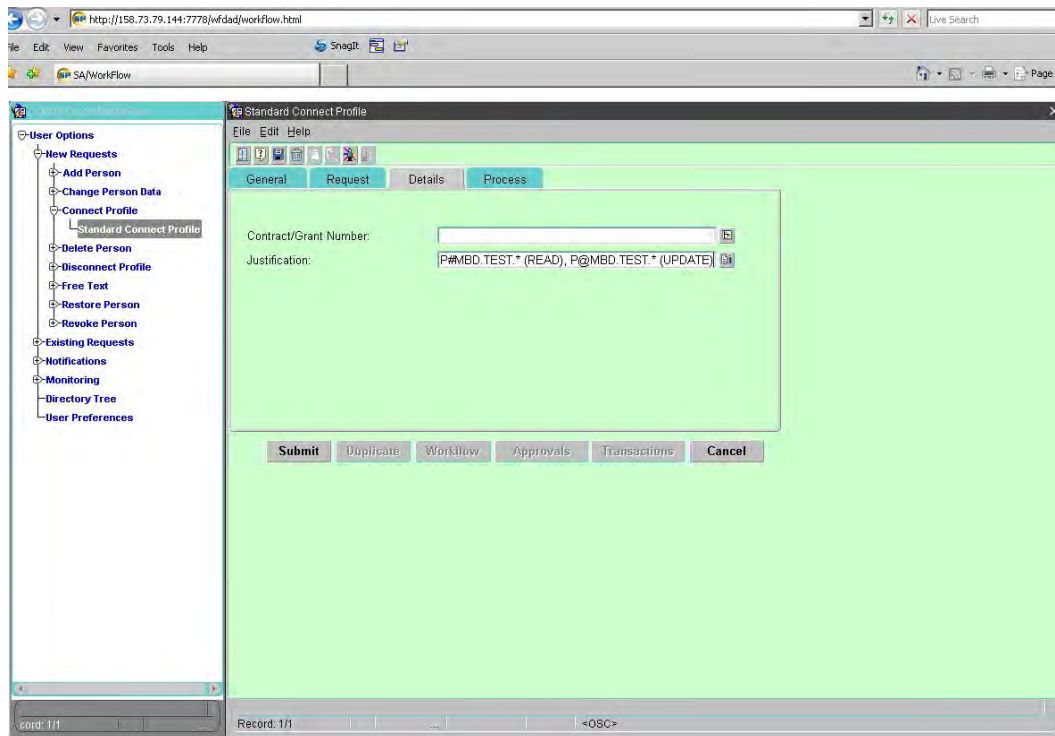 http://158.73.79.144:7778/wfdad/workflow.html
Live Search
File Edit View Favorites Tools Help
SnagIt
SA/WorkFlow
Page
Standard Connect Profile
User Options
New Requests
Add Person
Change Person Data
Connect Profile
Standard Connect Profile
Delete Person
Disconnect Profile
Free Text
Restore Person
Revoke Person
Existing Requests
Notifications
Monitoring
Directory Tree
User Preferences
File Edit Help
General Request Details Process
Contract/Grant Number:
Justification: P#MBD.TEST.* (READ), P@MBD.TEST.* (UPDATE)
Submit Duplicate Workflow Approvals Transactions Cancel
cord: 1/1 ...
Record: 1/1 ... <OSC>